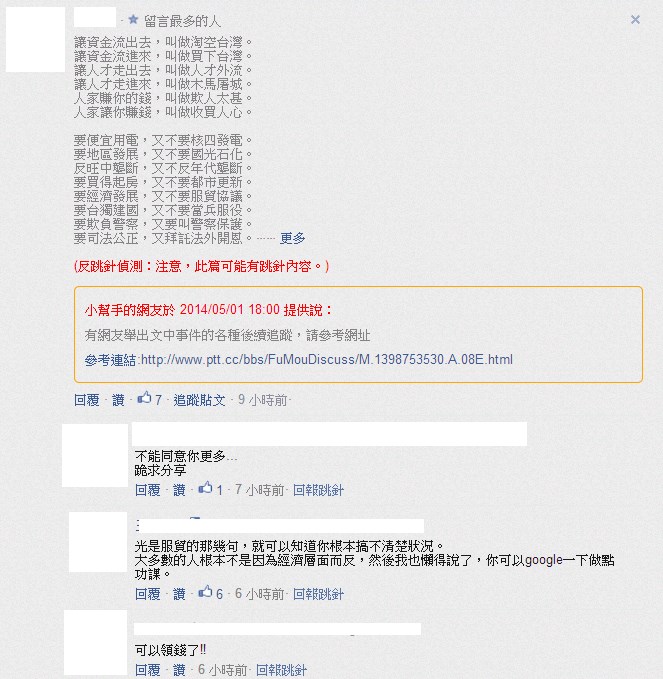 · ★ 留言最多的人
讓資金流出去，叫做淘空台灣。
讓資金流進來，叫做買下台灣。
讓人才走出去，叫做人才外流。
讓人才走進來，叫做木馬屠城。
人家賺你的錢，叫做欺人太甚。
人家讓你賺錢，叫做收買人心。
要便宜用電，又不要核四發電。
要地區發展，又不要國光石化。
反旺中壟斷，又不反年代壟斷。
要買得起房，又不要都市更新。
要經濟發展，又不要服貿協議。
要台獨建國，又不要當兵服役。
要欺負警察，又要叫警察保護。
要司法公正，又拜託法外開恩。…… 更多
(反跳針偵測：注意，此篇可能有跳針內容。)
小幫手的網友於 2014/05/01 18:00 提供說：
有網友舉出文中事件的各種後續追蹤，請參考網址
參考連結:http://www.ptt.cc/bbs/FuMouDiscuss/M.1398753530.A.08E.html
回覆 · 讚 · 7 · 追蹤貼文 · 9 小時前·
不能同意你更多...
跪求分享
回覆 · 讚 · 1 · 7 小時前· 回報跳針
光是服貿的那幾句，就可以知道你根本搞不清楚狀況。
大多數的人根本不是因為經濟層面而反，然後我也懶得說了，你可以google一下做點
功課。
回覆 · 讚 · 6 · 6 小時前· 回報跳針
可以領錢了!!
回覆 · 讚 · 6 小時前· 回報跳針